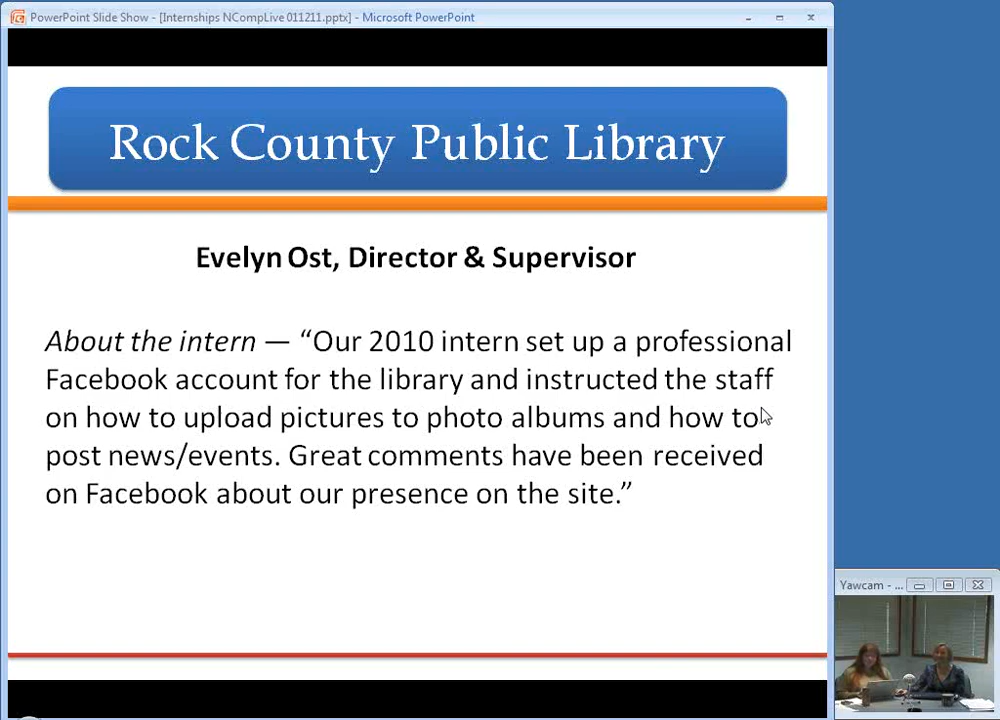 PowerPoint Slide Show - [Internships NCompLive 011211.pptx] - Microsoft PowerPoint
Rock County Public Library
Evelyn Ost, Director & Supervisor
About the intern — “Our 2010 intern set up a professional
Facebook account for the library and instructed the staff
on how to upload pictures to photo albums and how to
post news/events. Great comments have been received
on Facebook about our presence on the site.”
Yawcam - ...